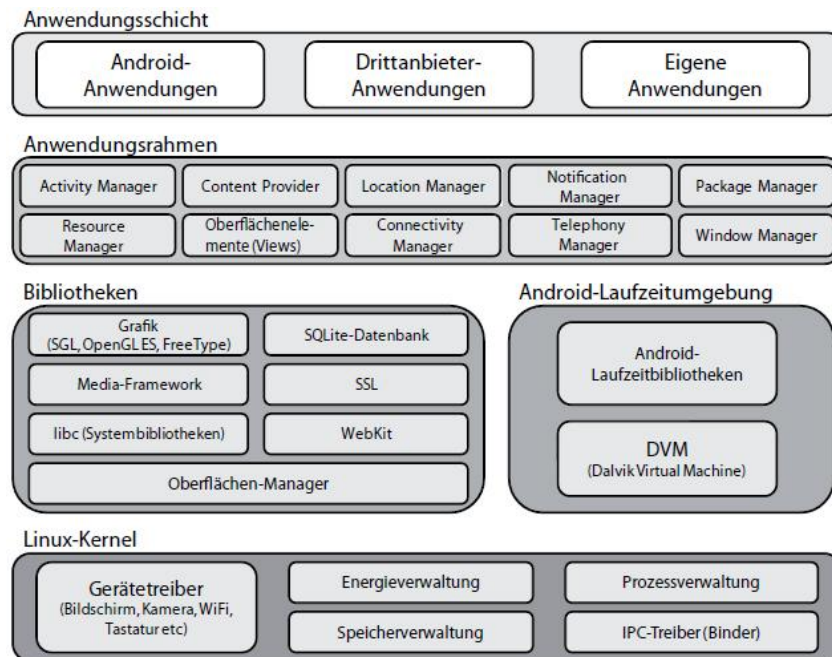 Anwendungsschicht
Android-
Anwendungen
Drittanbieter-
Anwendungen
Eigene
Anwendungen
Anwendungsrahmen
Activity Manager
Content Provider
Location Manager
Notification
Manager
Package Manager
Resource
Manager
Oberflächenele-
mente (Views)
Connectivity
Manager
Telephony
Manager
Window Manager
Bibliotheken
Grafik
(SGL, OpenGL ES, FreeType)
SQLite-Datenbank
Media-Framework
SSL
libc (Systembibliotheken)
WebKit
Oberflächen-Manager
Android-Laufzeitumgebung
Android-
Laufzeitbibliotheken
DVM
(Dalvik Virtual Machine)
Linux-Kernel
Gerätetreiber
(Bildschirm, Kamera, WiFi,
Tastatur etc)
Energieverwaltung
Prozessverwaltung
Speicherverwaltung
IPC-Treiber (Binder)